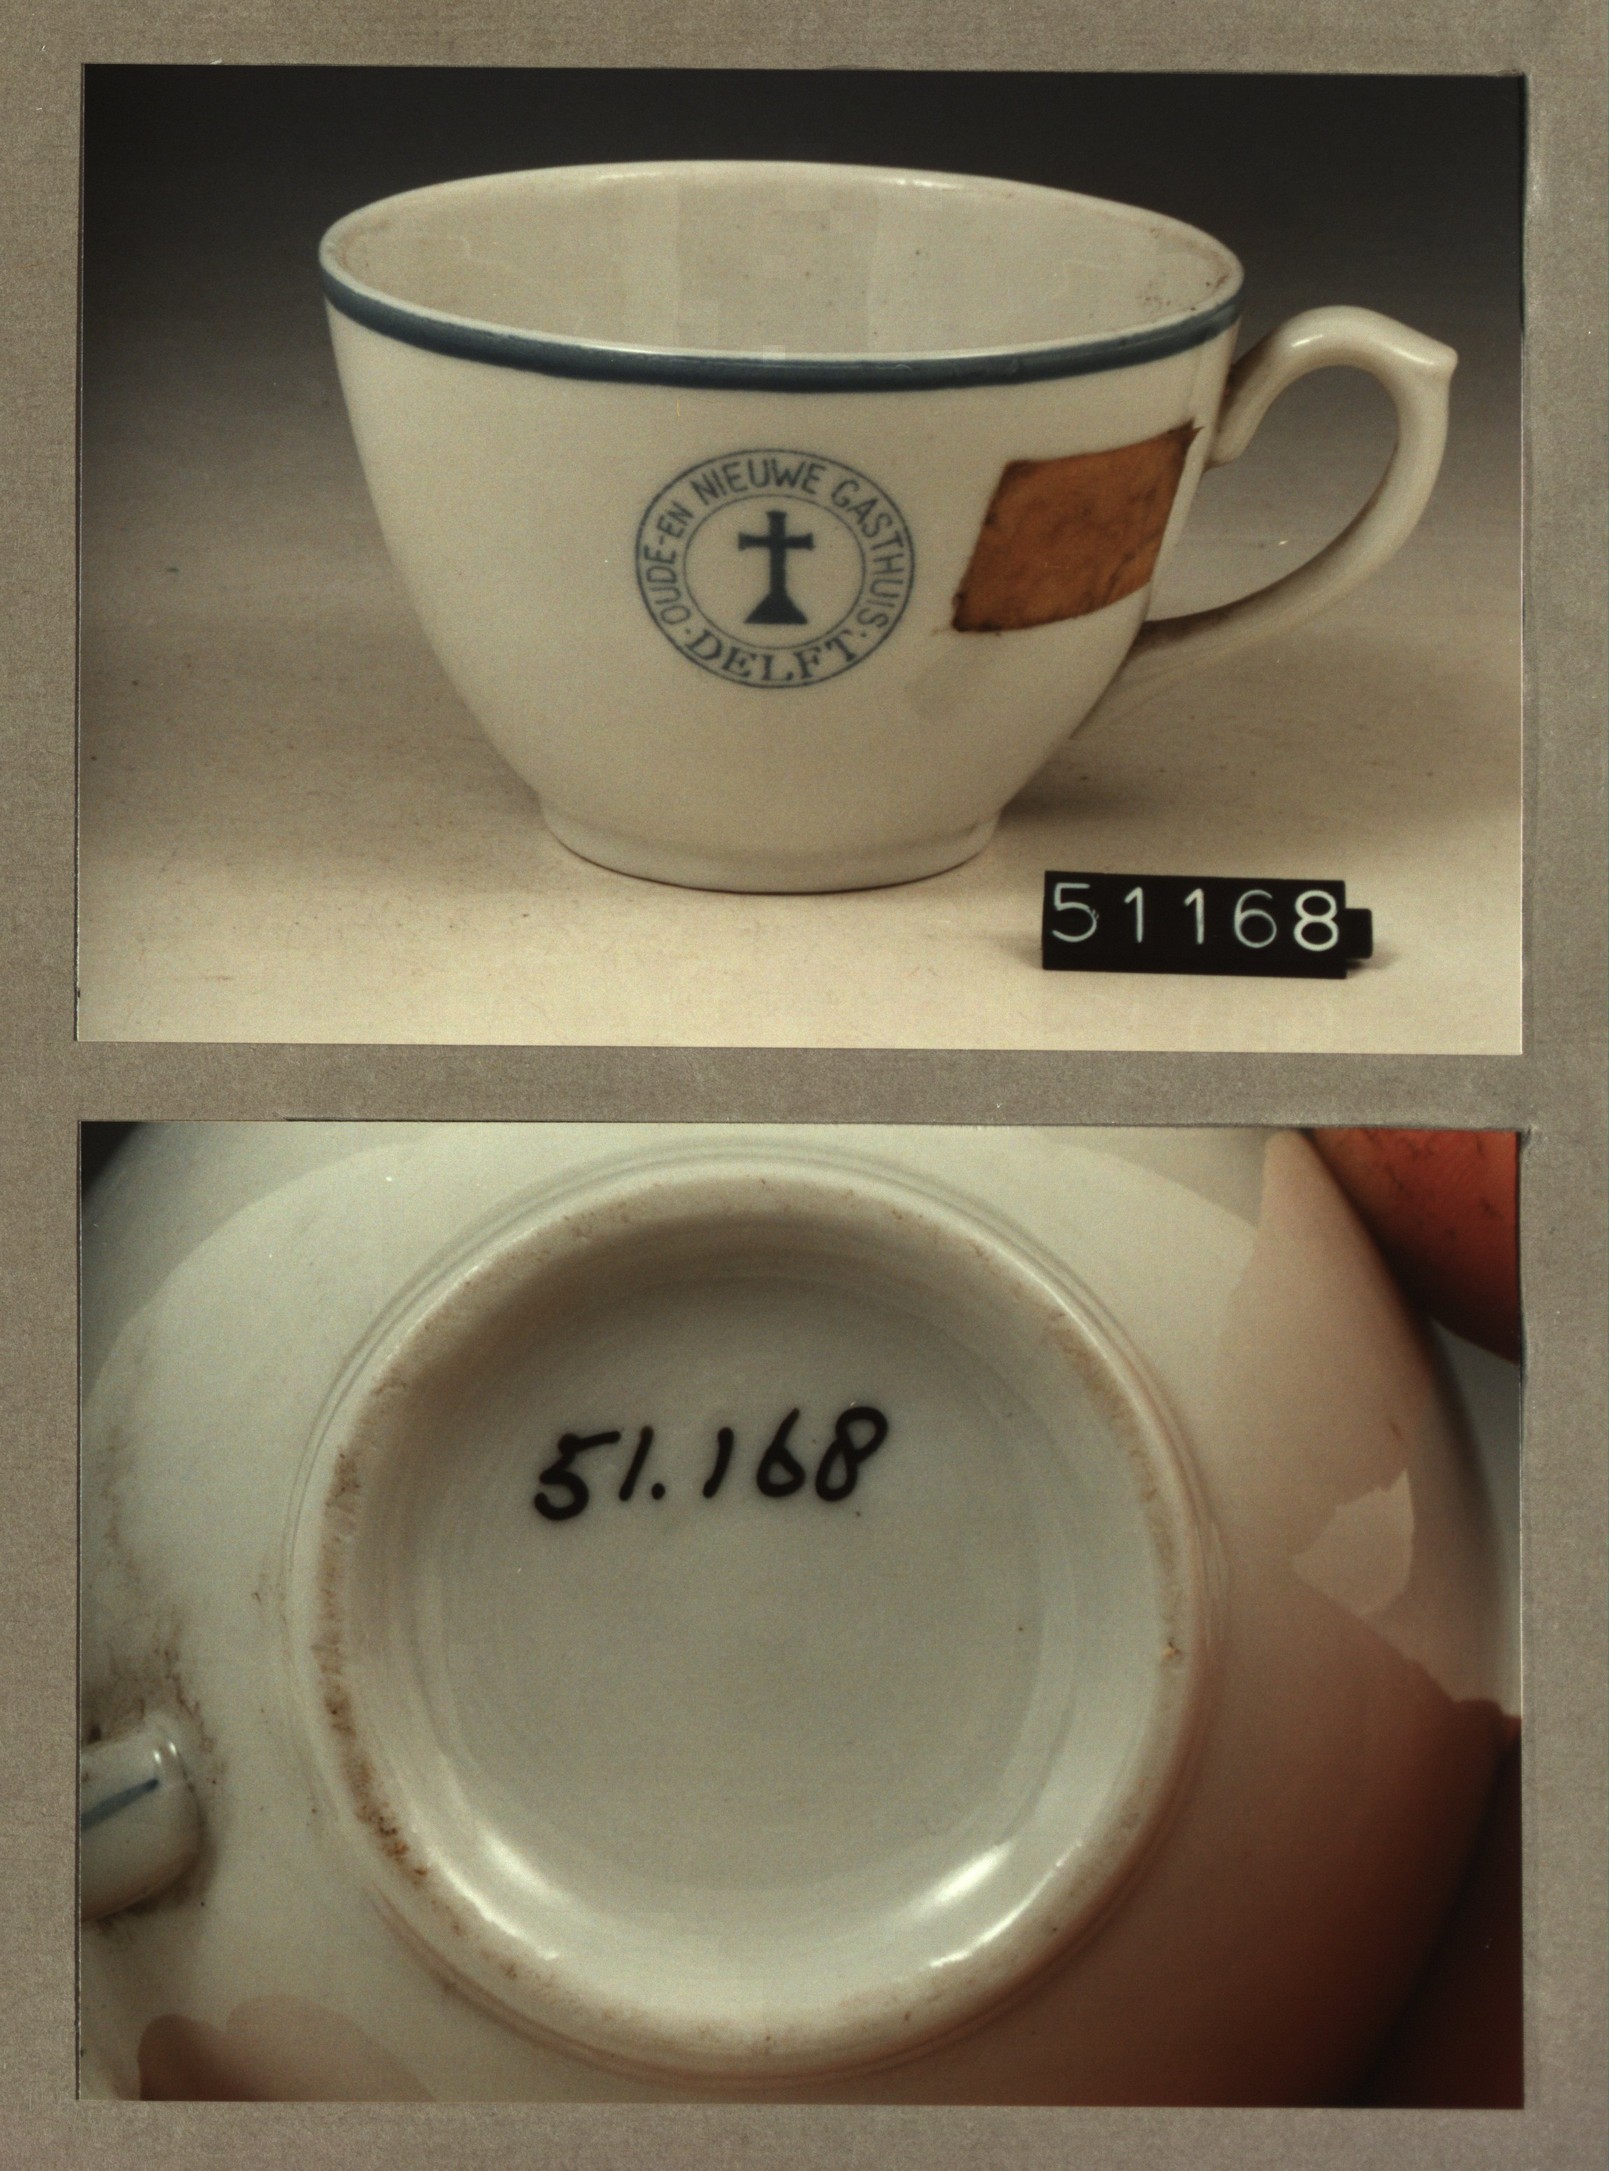 OUDE-EN NIEUWE GASTHUIS
· DELFT ·
51168
51.168